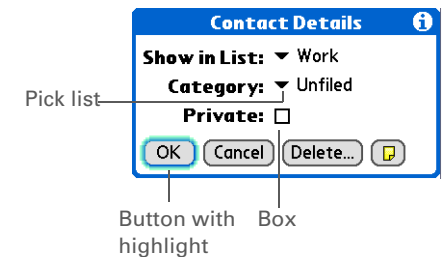 Contact Details
Show in List: Work
Category: Unfiled
Pick list
Private:
OK Cancel Delete...
Button with Box
highlight